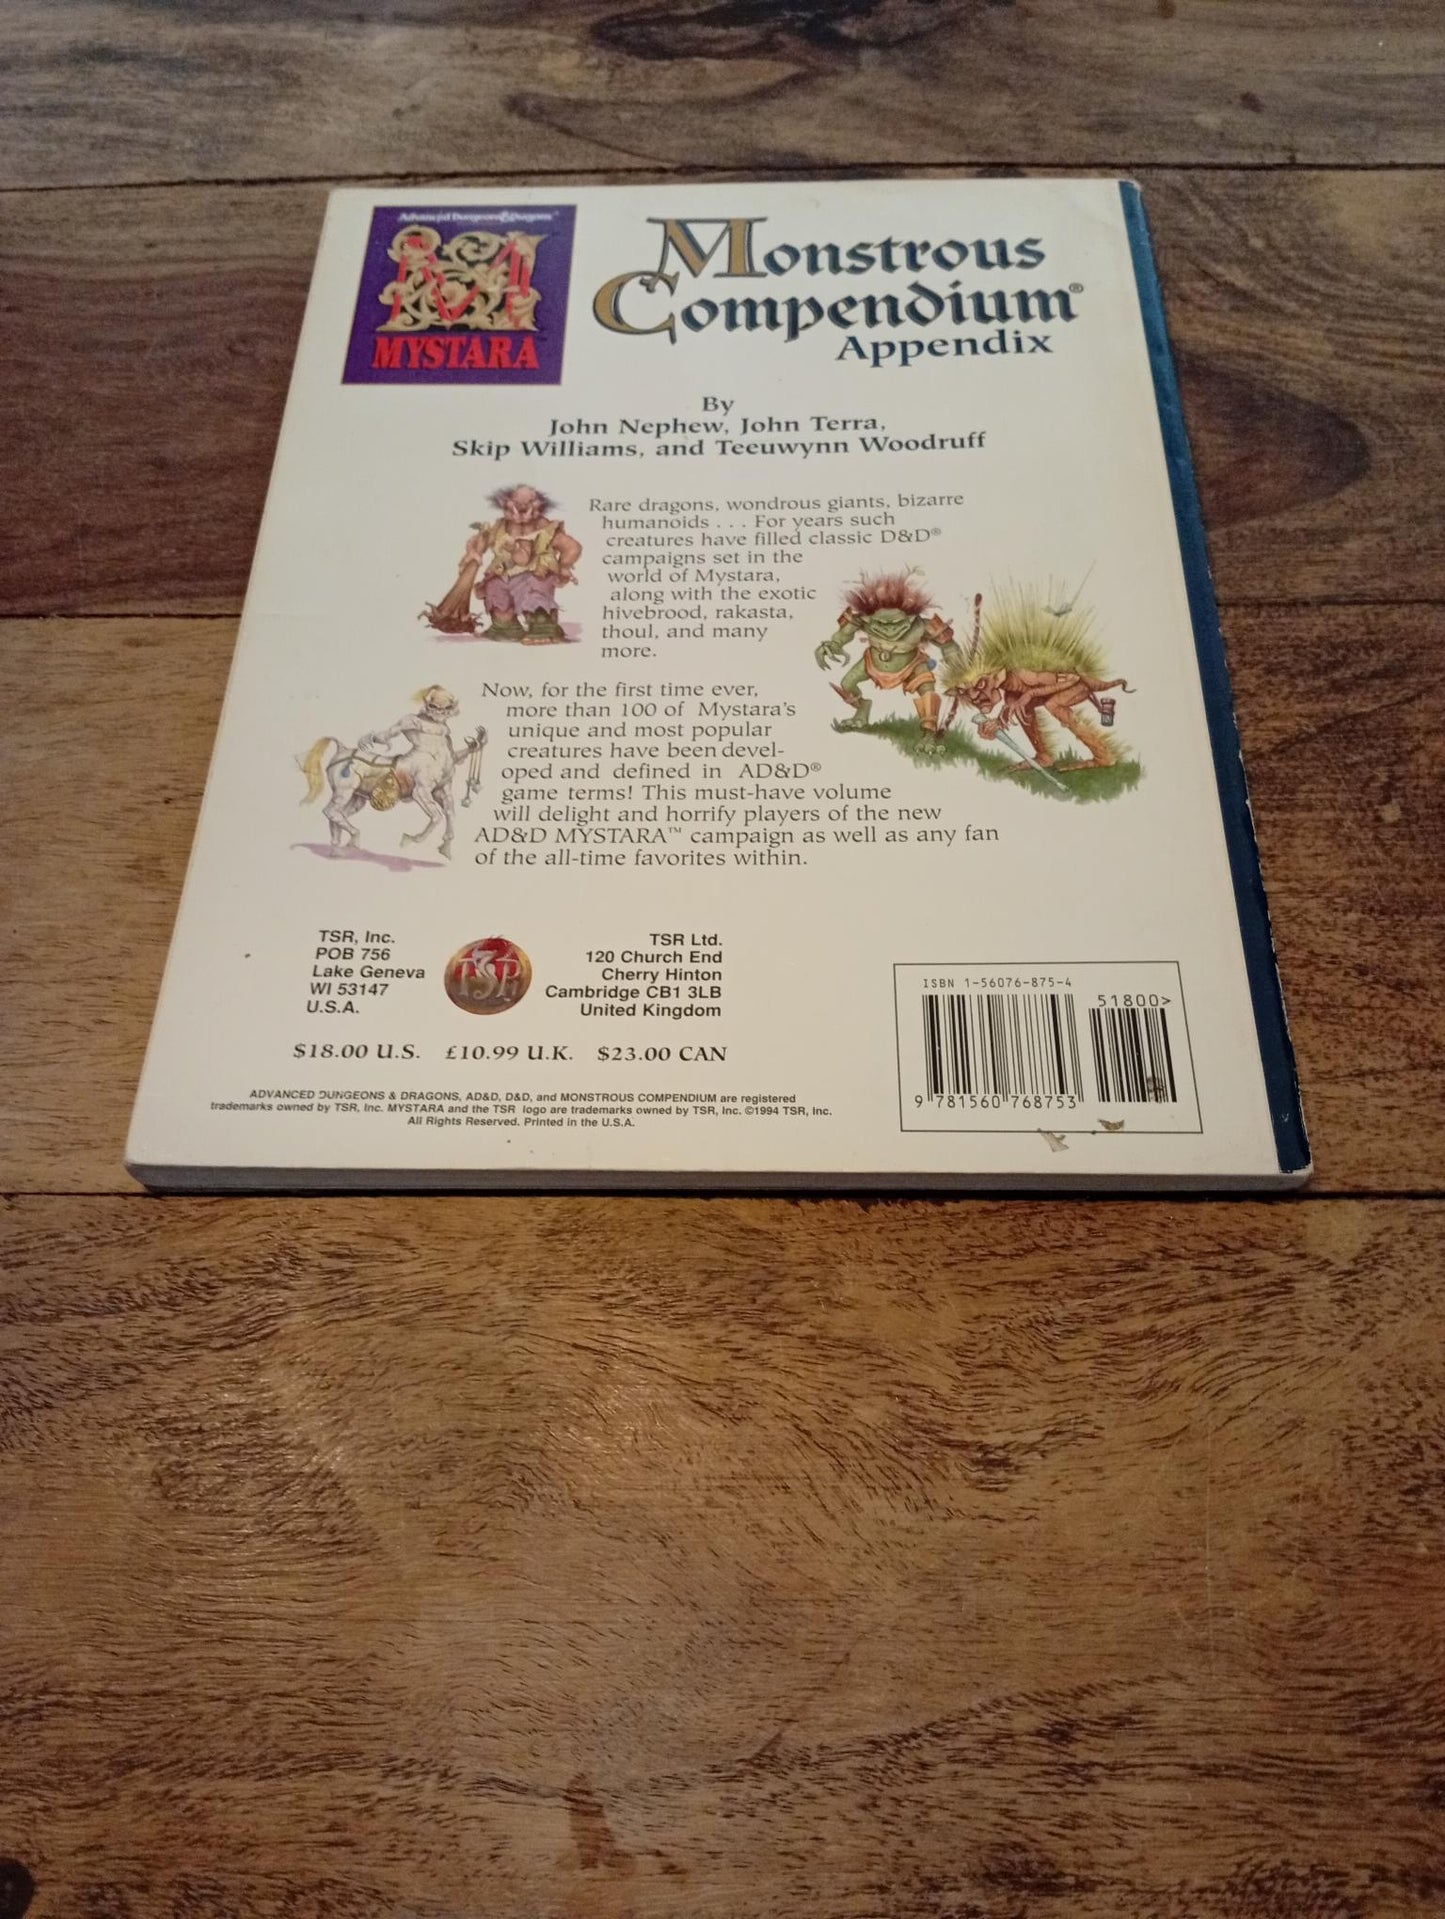 Advanced Dungeons & Dragons™
MYSTARA™
Monstrous
Compendium®
Appendix
By
John Nephew, John Terra,
Skip Williams, and Teeuwynn Woodruff
Rare dragons, wondrous giants, bizarre
humanoids . . . For years such
creatures have filled classic D&D®
campaigns set in the
world of Mystara,
along with the exotic
hivebrood, rakasta,
thoul, and many
more.
Now, for the first time ever,
more than 100 of Mystara's
unique and most popular
creatures have been devel-
oped and defined in AD&D®
game terms! This must-have volume
will delight and horrify players of the new
AD&D MYSTARA™ campaign as well as any fan
of the all-time favorites within.
TSR, Inc.
POB 756
Lake Geneva
WI 53147
U.S.A.
TSR
TSR Ltd.
120 Church End
Cherry Hinton
Cambridge CB1 3LB
United Kingdom
$18.00 U.S. £10.99 U.K. $23.00 CAN
ADVANCED DUNGEONS & DRAGONS, AD&D, D&D, and MONSTROUS COMPENDIUM are registered
trademarks owned by TSR, Inc. MYSTARA and the TSR logo are trademarks owned by TSR, Inc. ©1994 TSR, Inc.
All Rights Reserved. Printed in the U.S.A.
ISBN 1-56076-875-4
51800>
9 781560 768753